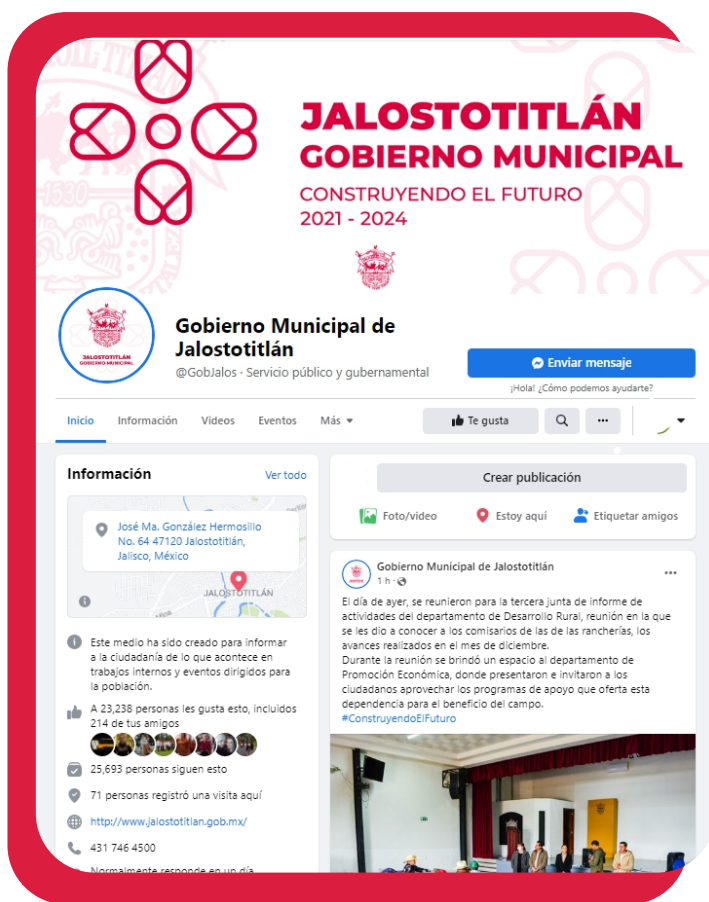 JALOSTOTITLÁN
GOBIERNO MUNICIPAL
CONSTRUYENDO EL FUTURO
2021 - 2024
1530
JALOSTOTITLÁN
GOBIERNO MUNICIPAL
Gobierno Municipal de
Jalostotitlán
@GobJalos · Servicio público y gubernamental
Enviar mensaje
¡Hola! ¿Cómo podemos ayudarte?
Inicio
Información
Videos
Eventos
Más
Te gusta
Información
Ver todo
José Ma. González Hermosillo
No. 64 47120 Jalostotitlán,
Jalisco, México
JALOSTOTITLÁN
Este medio ha sido creado para informar
a la ciudadanía de lo que acontece en
trabajos internos y eventos dirigidos para
la población.
A 23,238 personas les gusta esto, incluidos
214 de tus amigos
25,693 personas siguen esto
71 personas registró una visita aquí
http://www.jalostotitlan.gob.mx/
431 746 4500
Normalmente responde en un día
Crear publicación
Foto/video
Estoy aquí
Etiquetar amigos
Gobierno Municipal de Jalostotitlán
1 h ·
El día de ayer, se reunieron para la tercera junta de informe de
actividades del departamento de Desarrollo Rural, reunión en la que
se les dio a conocer a los comisarios de las de las rancherías, los
avances realizados en el mes de diciembre.
Durante la reunión se brindó un espacio al departamento de
Promoción Económica, donde presentaron e invitaron a los
ciudadanos aprovechar los programas de apoyo que oferta esta
dependencia para el beneficio del campo.
#ConstruyendoElFuturo